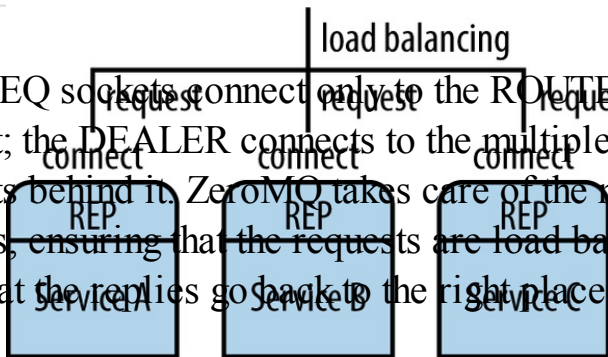 load balancing
EQ sockets connect only to the ROUTE
request request reque
; the DEALER connects to the multiple
connect connect connect
s behind it. ZeroMQ takes care of the
REP REP REP
s, ensuring that the requests are load ba
at the replies go back to the right place
Service A Service B Service C